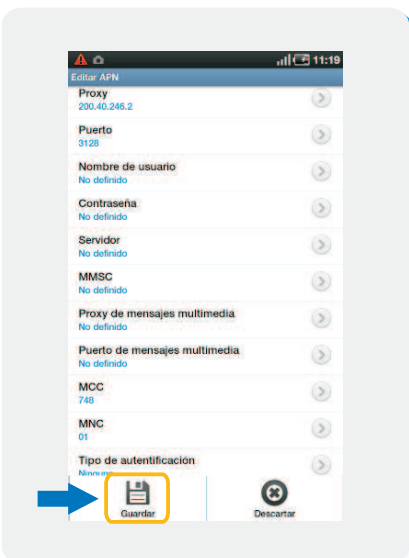 11:19
Editar APN
Proxy
200.40.246.2
Puerto
3128
Nombre de usuario
No definido
Contraseña
No definido
Servidor
No definido
MMSC
No definido
Proxy de mensajes multimedia
No definido
Puerto de mensajes multimedia
No definido
MCC
748
MNC
01
Tipo de autentificación
Ninguno
Guardar
Descartar